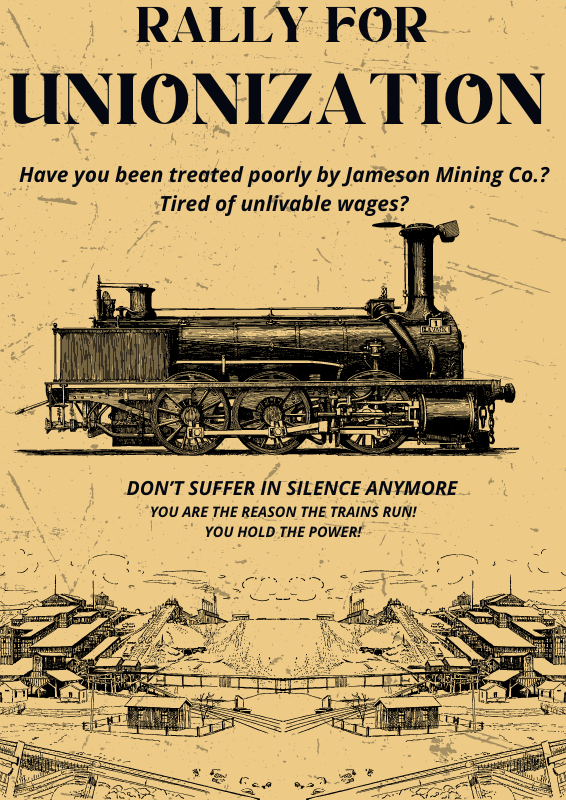 RALLY FOR
UNIONIZATION
Have you been treated poorly by Jameson Mining Co.?
Tired of unlivable wages?
1
DON'T SUFFER IN SILENCE ANYMORE
YOU ARE THE REASON THE TRAINS RUN!
YOU HOLD THE POWER!